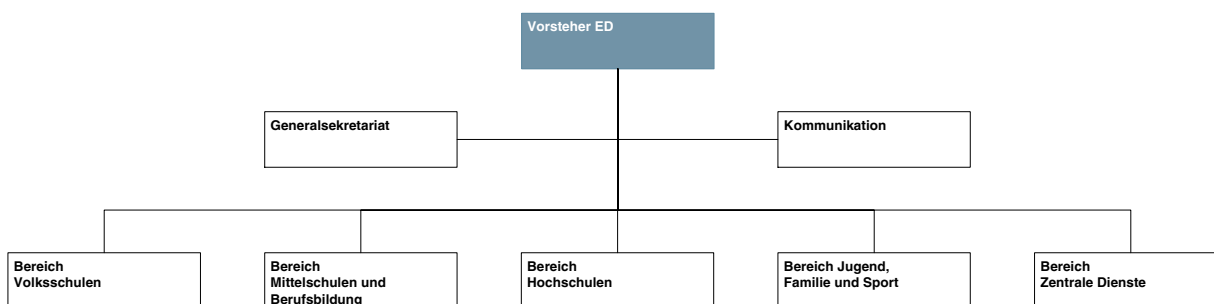 Vorsteher ED
Generalsekretariat
Kommunikation
Bereich
Volksschulen
Bereich
Mittelschulen und
Berufsbildung
Bereich
Hochschulen
Bereich Jugend,
Familie und Sport
Bereich
Zentrale Dienste